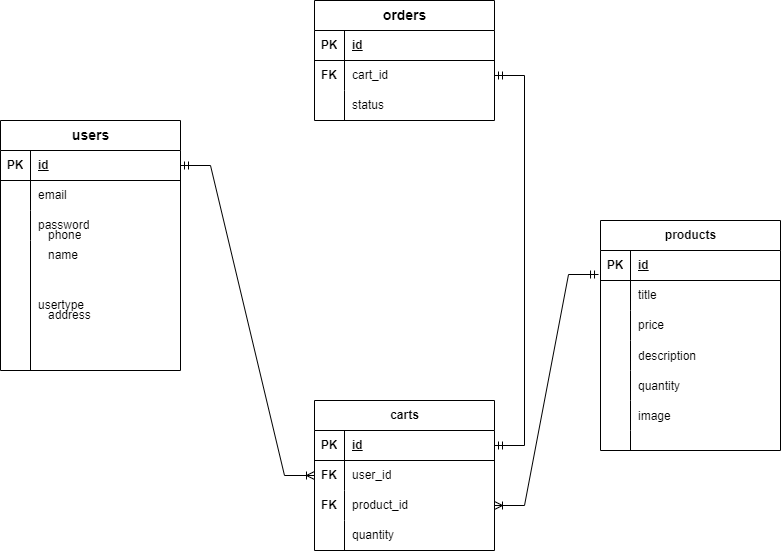 orders
PK id
FK cart_id
status
users
PK id
email
password
phone
name
usertype
address
products
PK id
title
price
description
quantity
image
carts
PK id
FK user_id
FK product_id
quantity